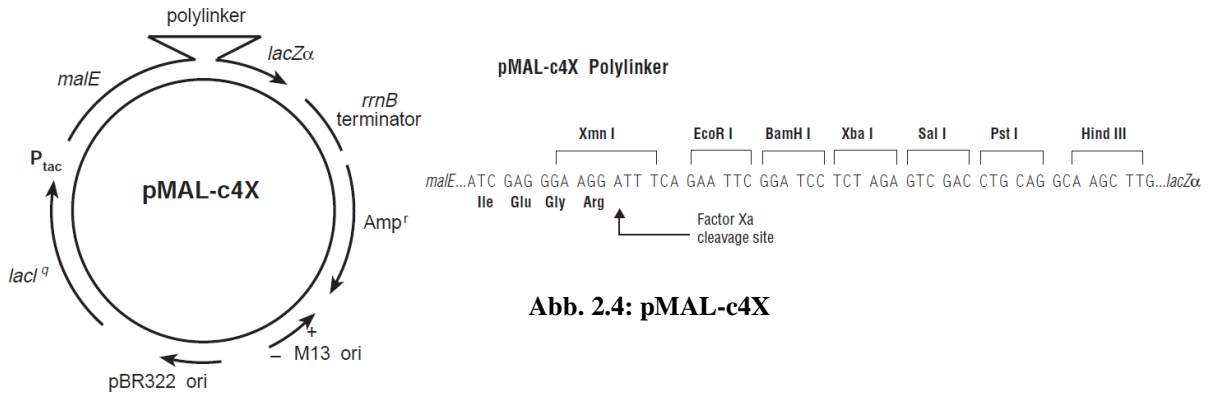 polylinker
lacZα
malE
rrnB
terminator
Ptac
pMAL-c4X
Ampʳ
lacI q
+
– M13 ori
pBR322 ori
pMAL-c4X Polylinker
Xmn I EcoR I BamH I Xba I Sal I Pst I Hind III
malE...ATC GAG GGA AGG ATT TCA GAA TTC GGA TCC TCT AGA GTC GAC CTG CAG GCA AGC TTG...lacZα
Ile Glu Gly Arg
Factor Xa
cleavage site
Abb. 2.4: pMAL-c4X